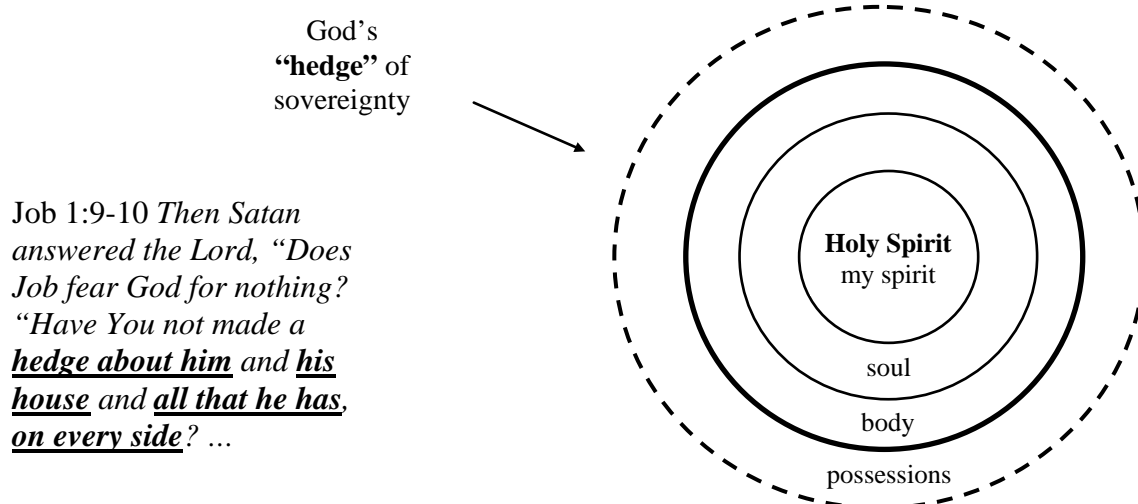 God’s
“hedge” of
sovereignty
Job 1:9-10 Then Satan
answered the Lord, “Does
Job fear God for nothing?
“Have You not made a
hedge about him and his
house and all that he has,
on every side? …
Holy Spirit
my spirit
soul
body
possessions